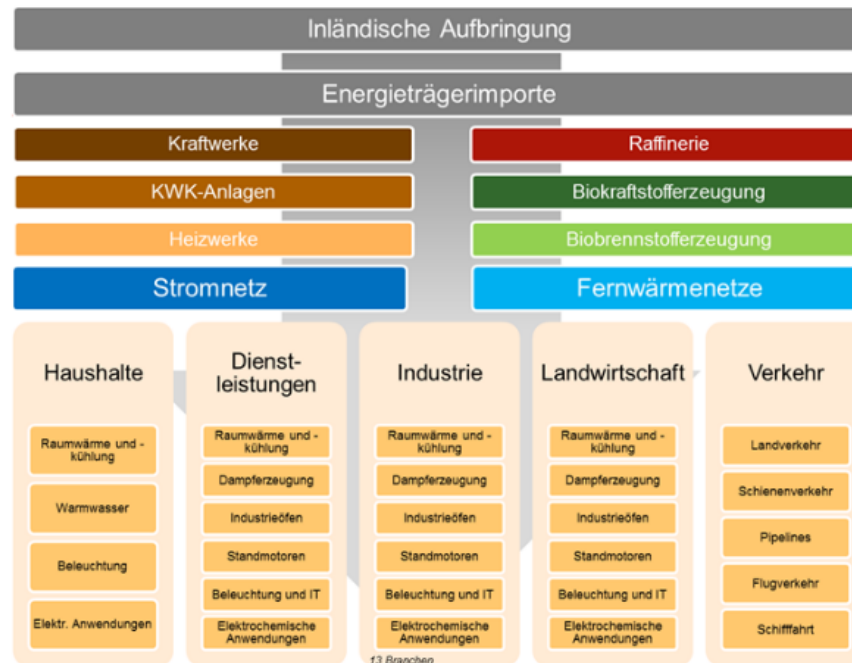 Inländische Aufbringung
Energieträgerimporte
Kraftwerke
Raffinerie
KWK-Anlagen
Biokraftstofferzeugung
Heizwerke
Biobrennstofferzeugung
Stromnetz
Fernwärmenetze
Haushalte
Raumwärme und -
kühlung
Warmwasser
Beleuchtung
Elektr. Anwendungen
Dienst-
leistungen
Raumwärme und -
kühlung
Dampferzeugung
Industrieöfen
Standmotoren
Beleuchtung und IT
Elektrochemische
Anwendungen
Industrie
Raumwärme und -
kühlung
Dampferzeugung
Industrieöfen
Standmotoren
Beleuchtung und IT
Elektrochemische
Anwendungen
13 Branchen
Landwirtschaft
Raumwärme und -
kühlung
Dampferzeugung
Industrieöfen
Standmotoren
Beleuchtung und IT
Elektrochemische
Anwendungen
Verkehr
Landverkehr
Schienenverkehr
Pipelines
Flugverkehr
Schifffahrt